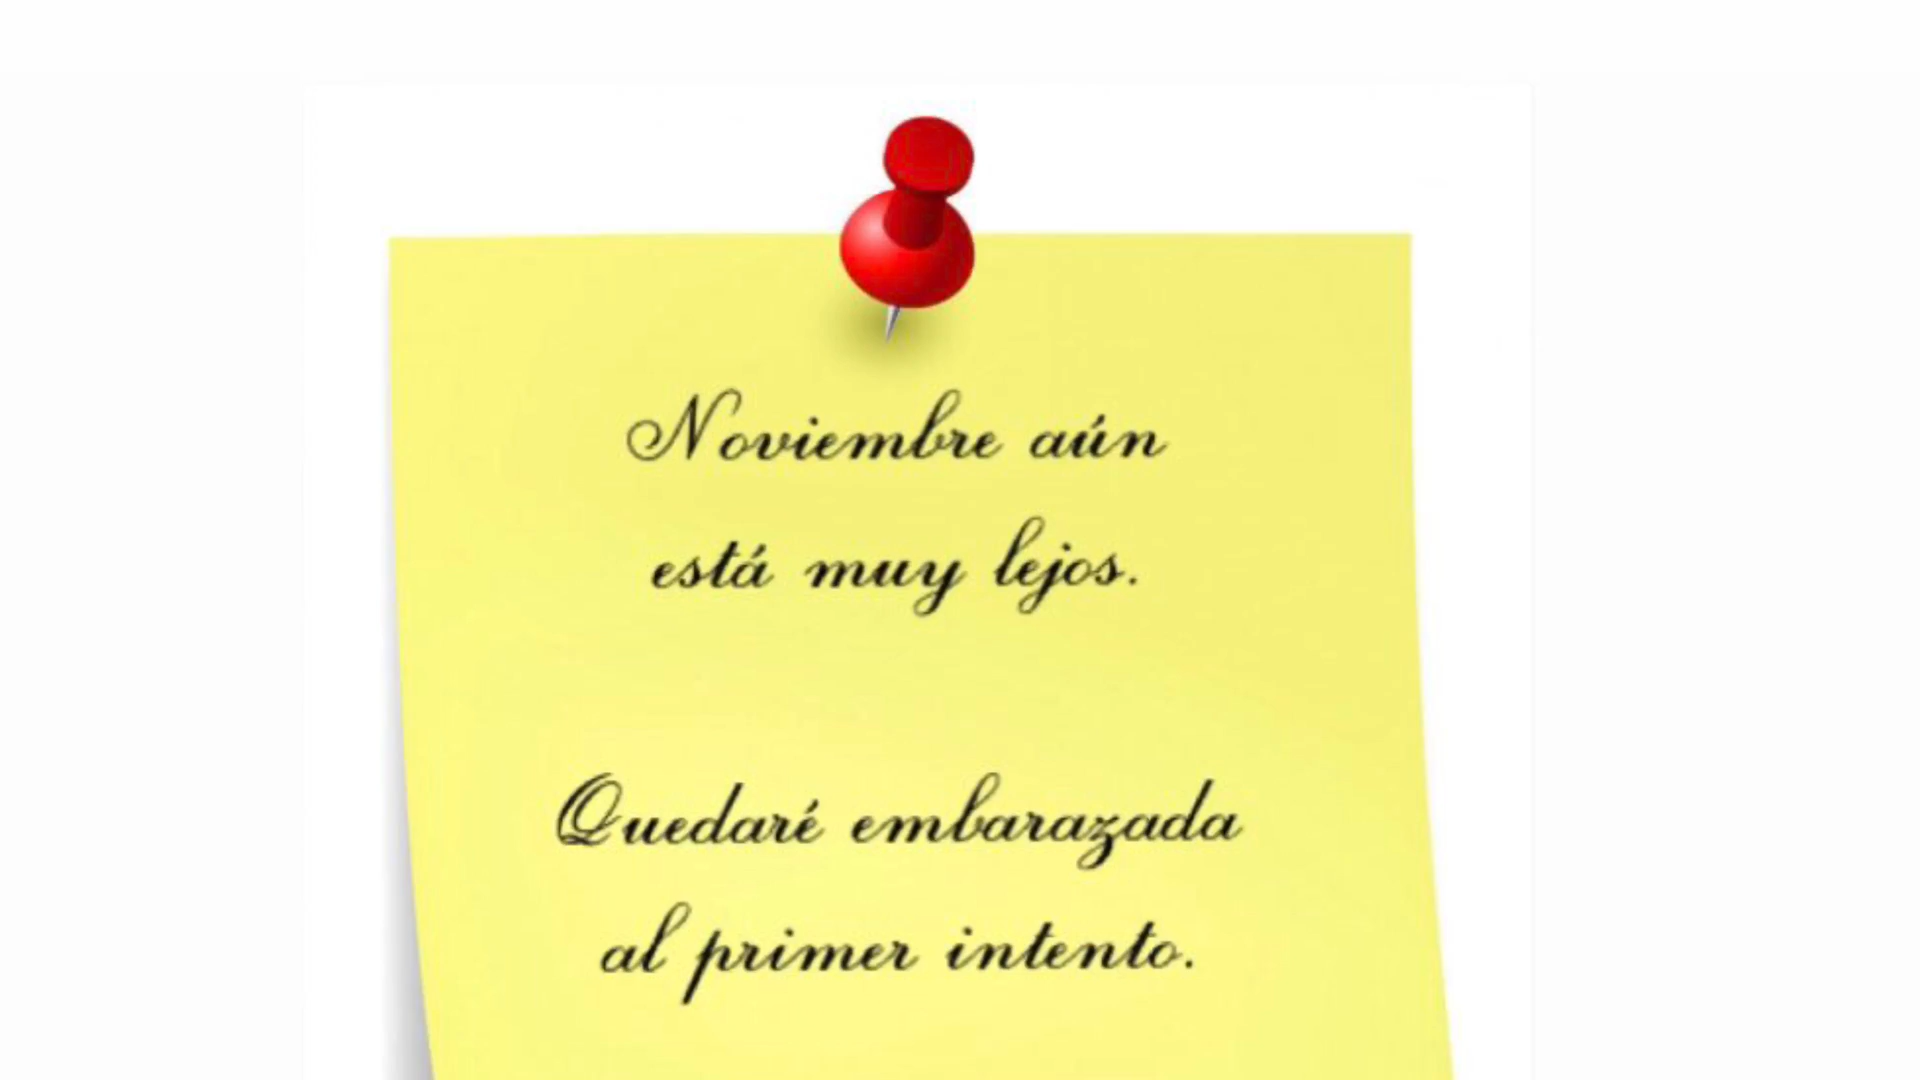 Noviembre aún
está muy lejos.
Quedaré embarazada
al primer intento.